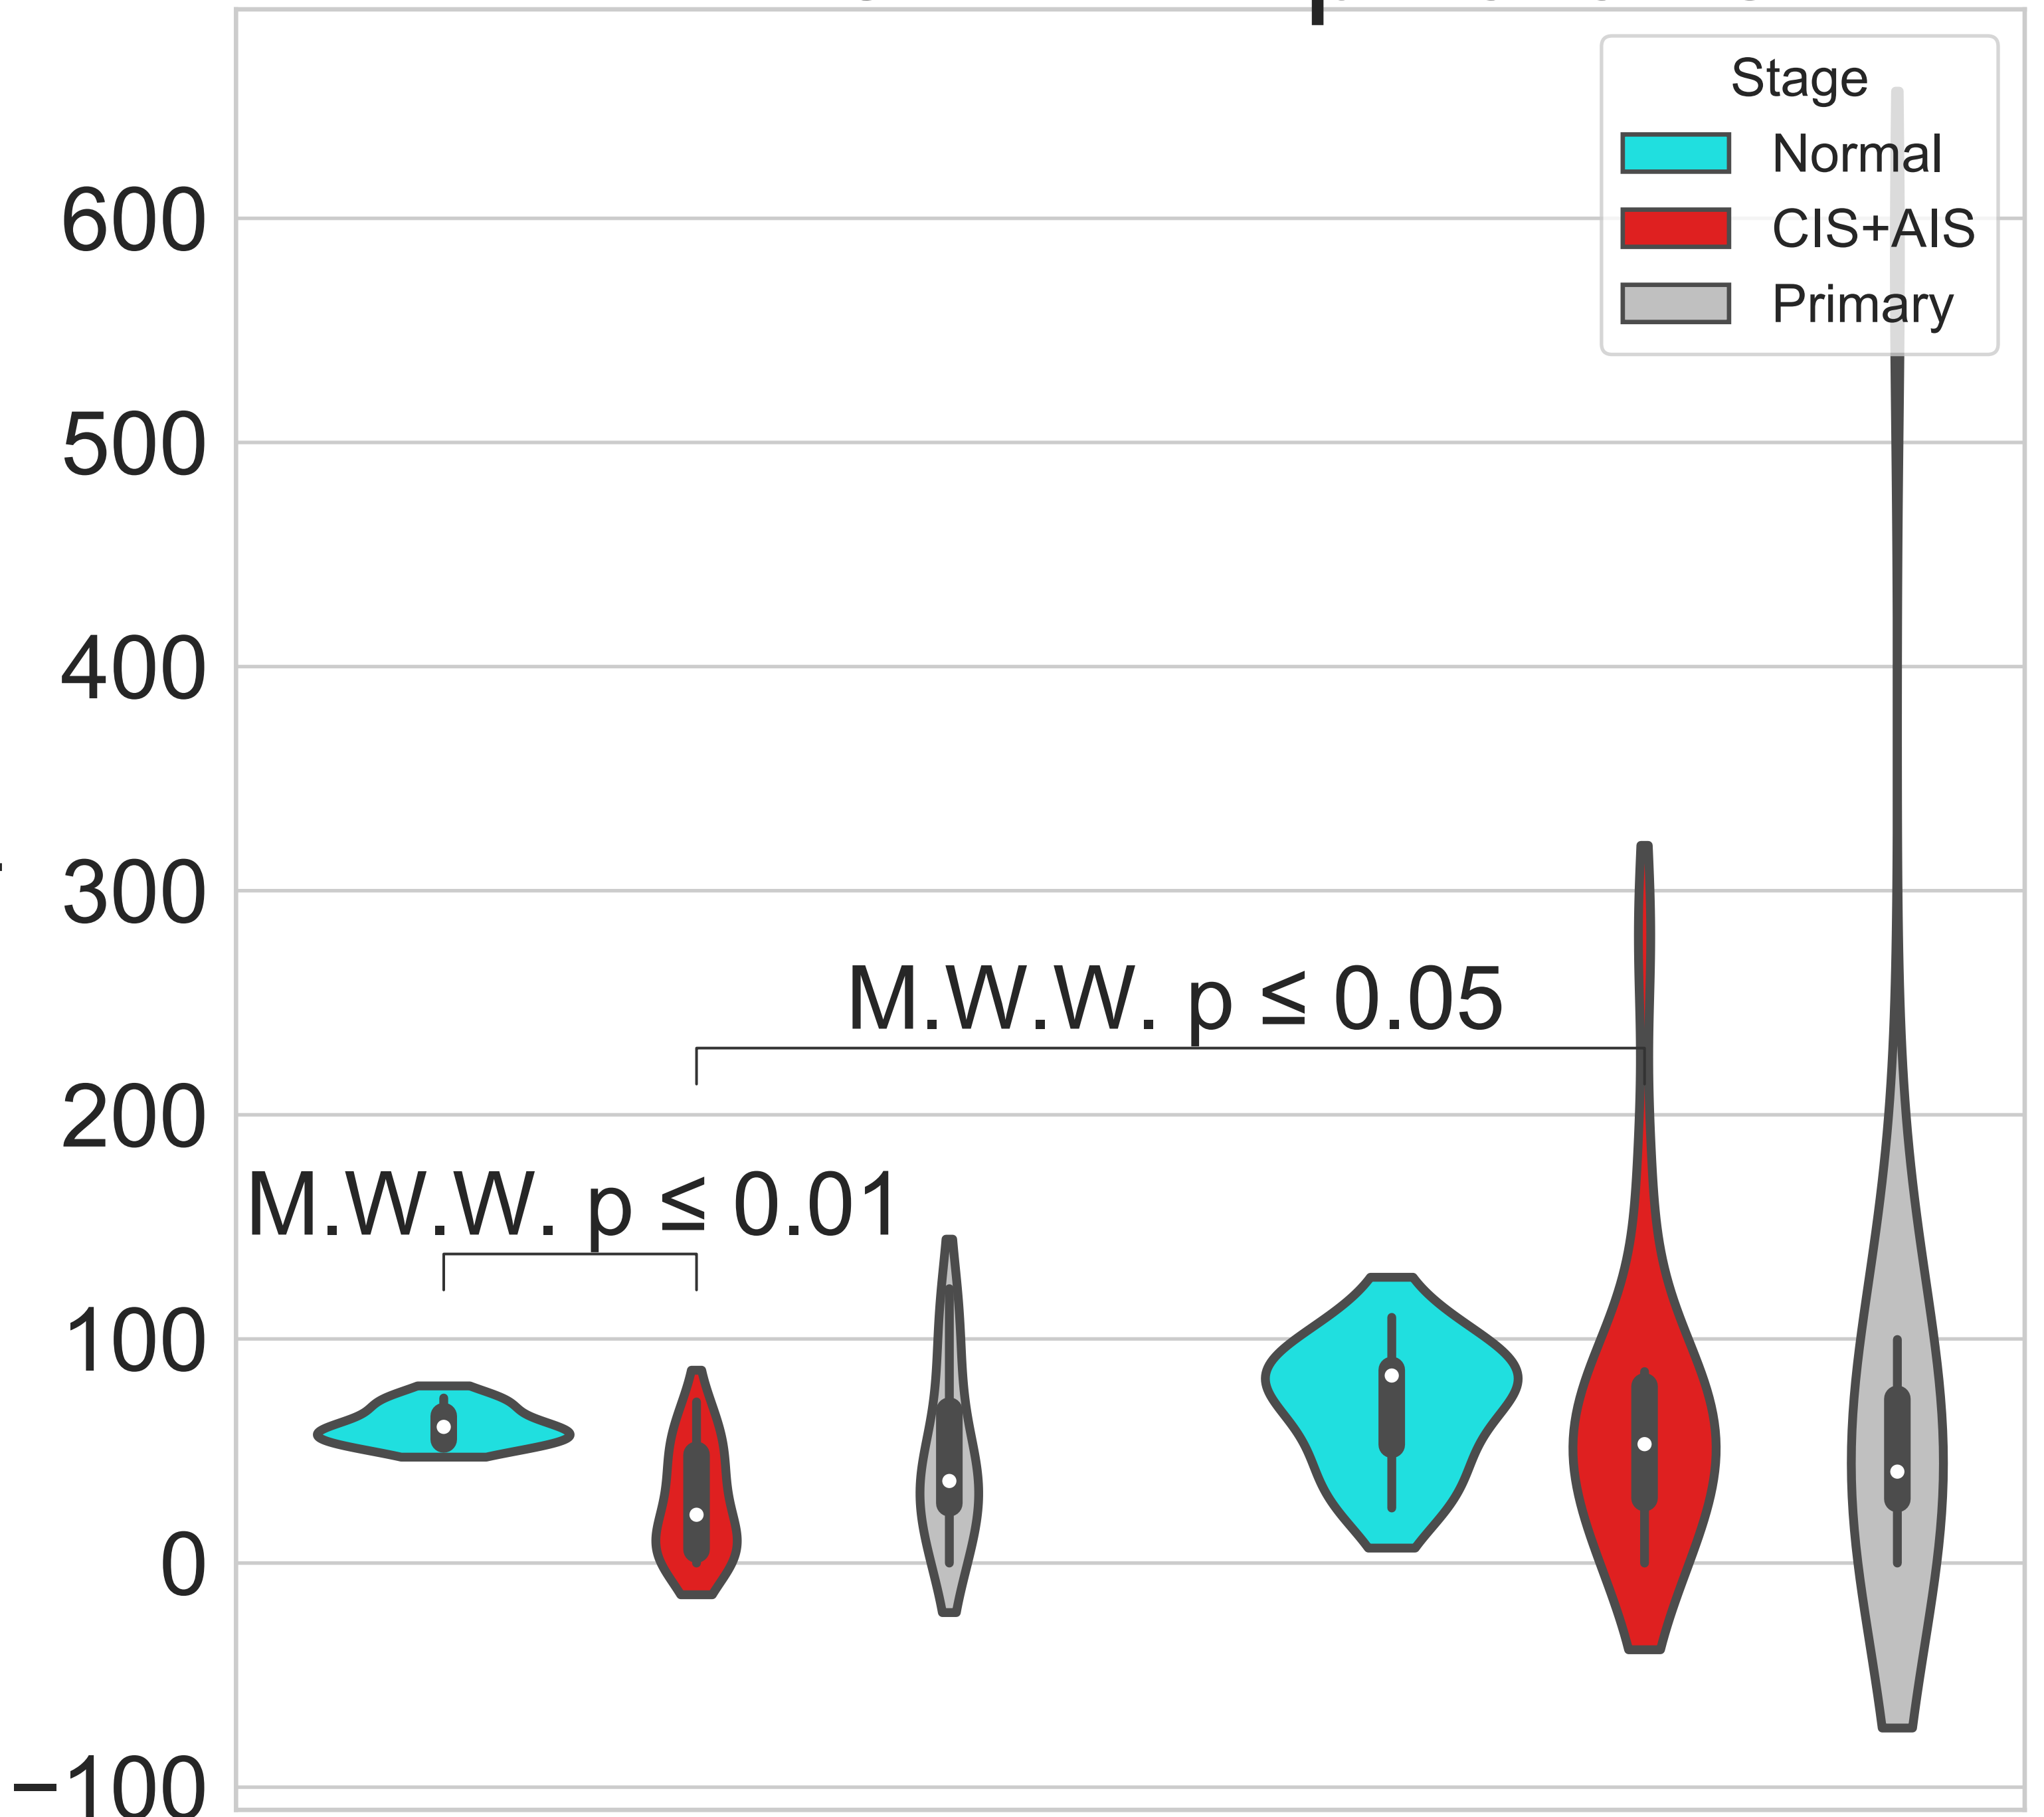 Stage
Normal
CIS+AIS
Primary
600
500
400
300
200
100
0
−100
M.W.W. p ≤ 0.05
M.W.W. p ≤ 0.01